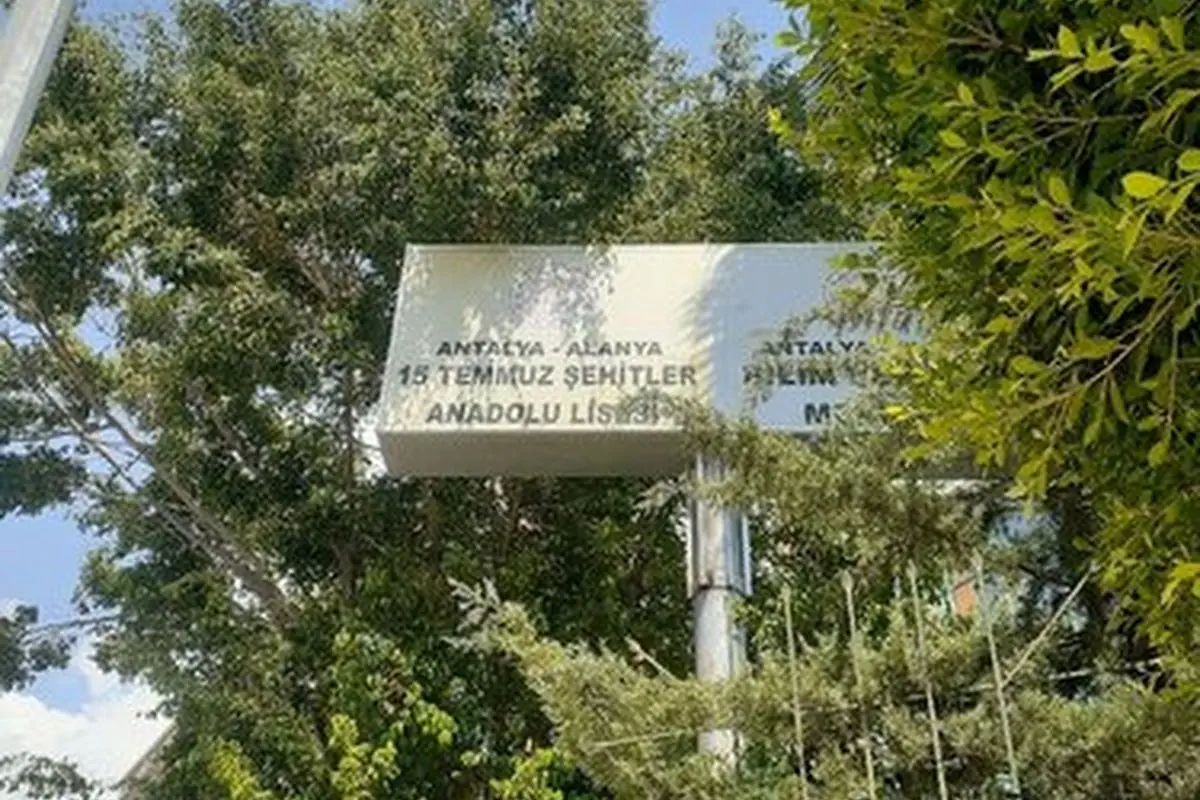 ANTALYA - ALANYA
15 TEMMUZ ŞEHİTLER
ANADOLU LİSESİ
ANTALYA